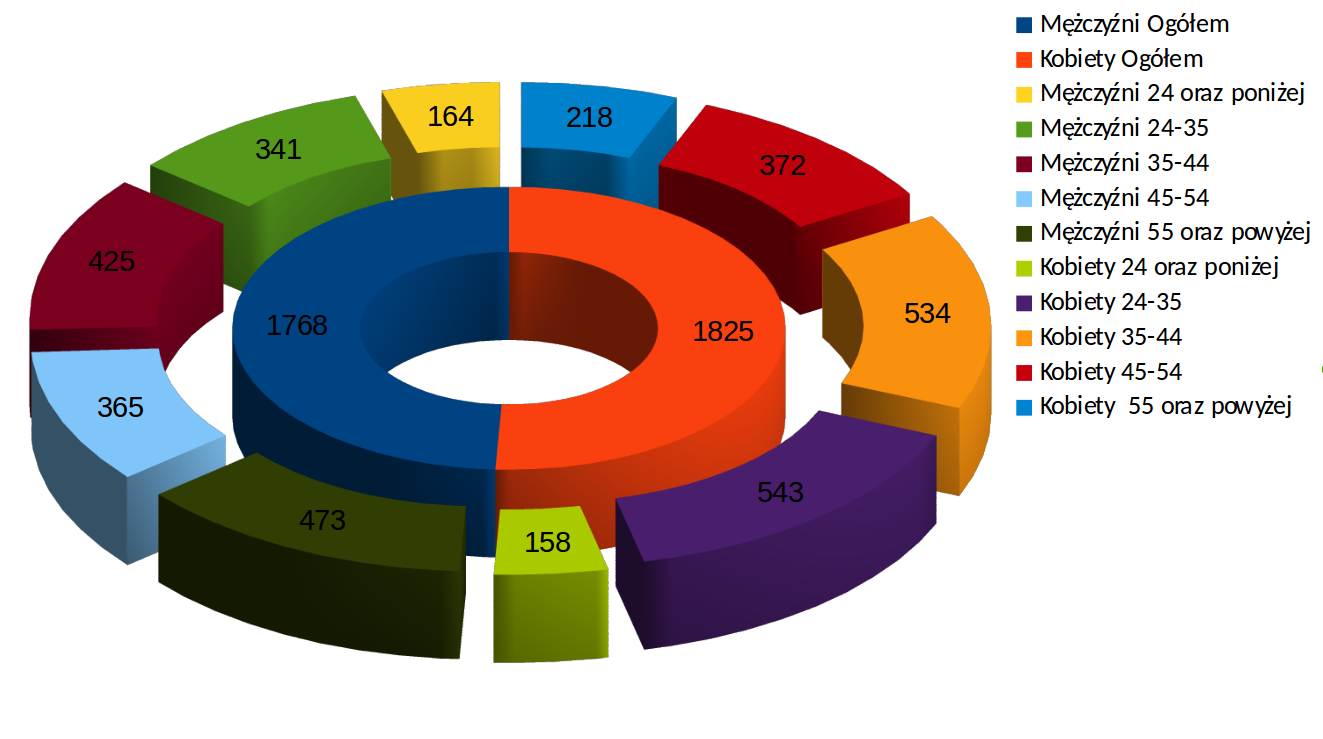 164
218
341
372
425
534
1768
1825
365
543
473
158
Mężczyźni Ogółem
Kobiety Ogółem
Mężczyźni 24 oraz poniżej
Mężczyźni 24-35
Mężczyźni 35-44
Mężczyźni 45-54
Mężczyźni 55 oraz powyżej
Kobiety 24 oraz poniżej
Kobiety 24-35
Kobiety 35-44
Kobiety 45-54
Kobiety  55 oraz powyżej